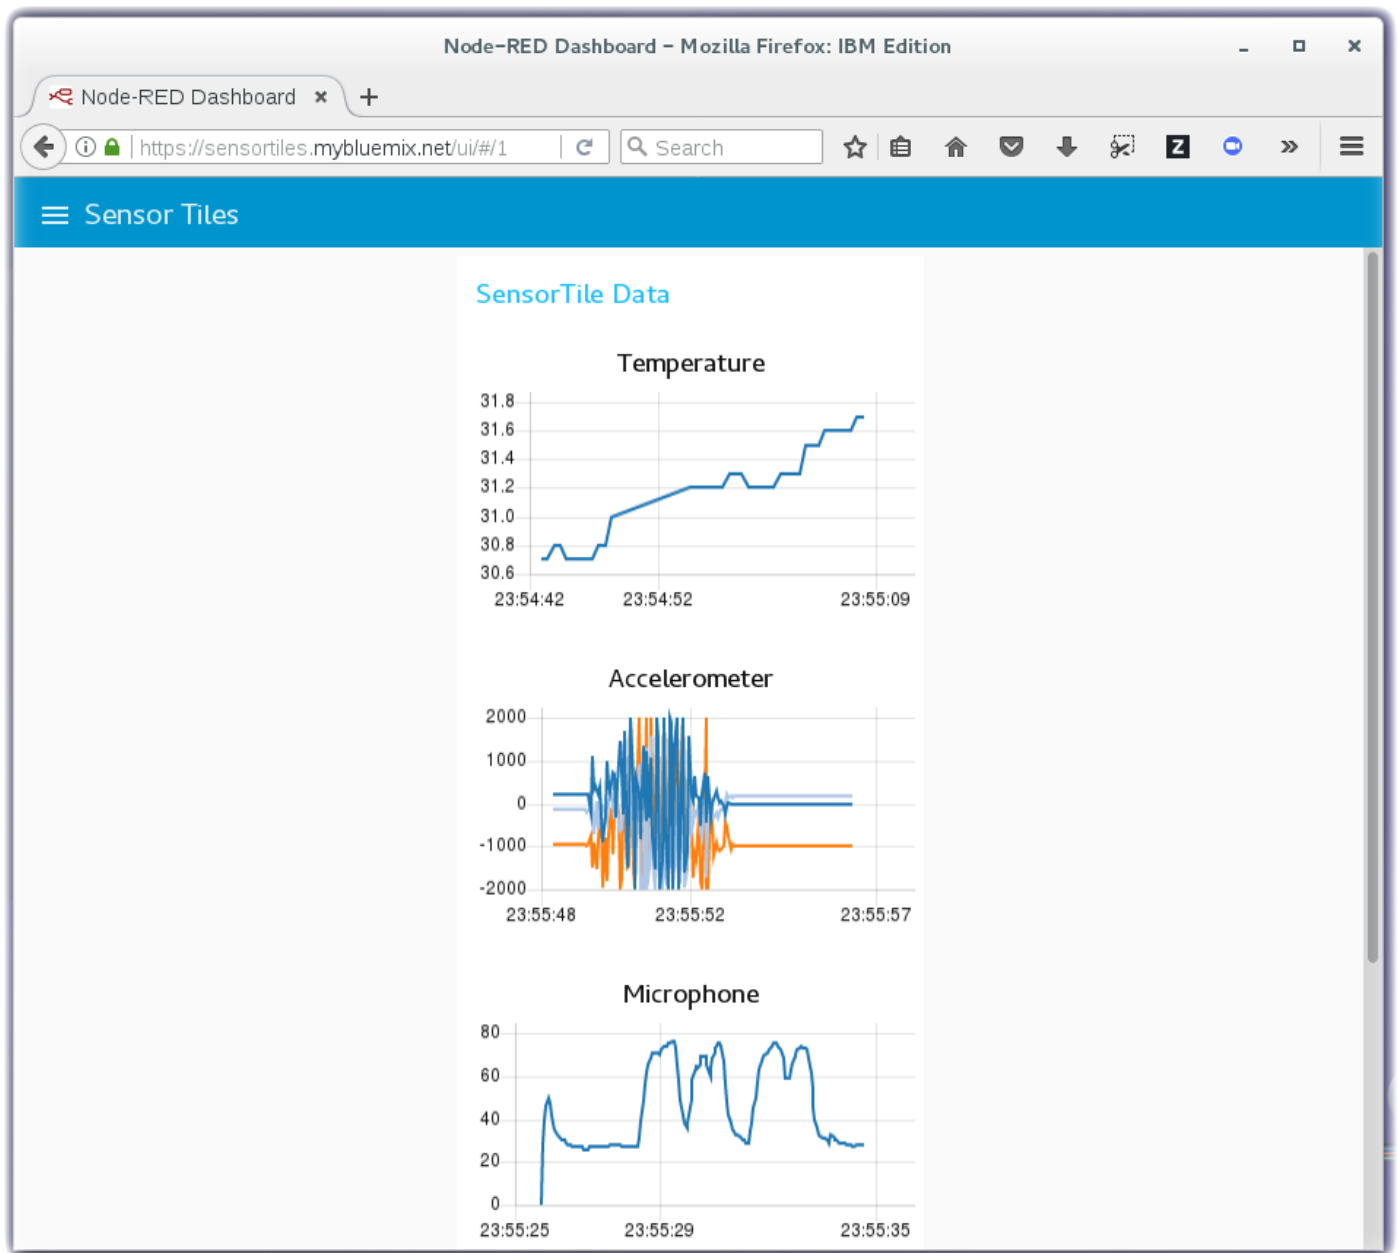 Node-RED Dashboard - Mozilla Firefox: IBM Edition
Node-RED Dashboard
https://sensortiles.mybluemix.net/ui/#/1
Search
Z
Sensor Tiles
SensorTile Data
Temperature
31.8
31.6
31.4
31.2
31.0
30.8
30.6
23:54:42 23:54:52 23:55:09
Accelerometer
2000
1000
0
-1000
-2000
23:55:48 23:55:52 23:55:57
Microphone
80
60
40
20
0
23:55:25 23:55:29 23:55:35